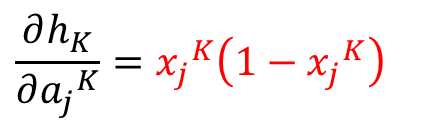 ∂h_K/∂a_j^K = x_j^K(1 − x_j^K)